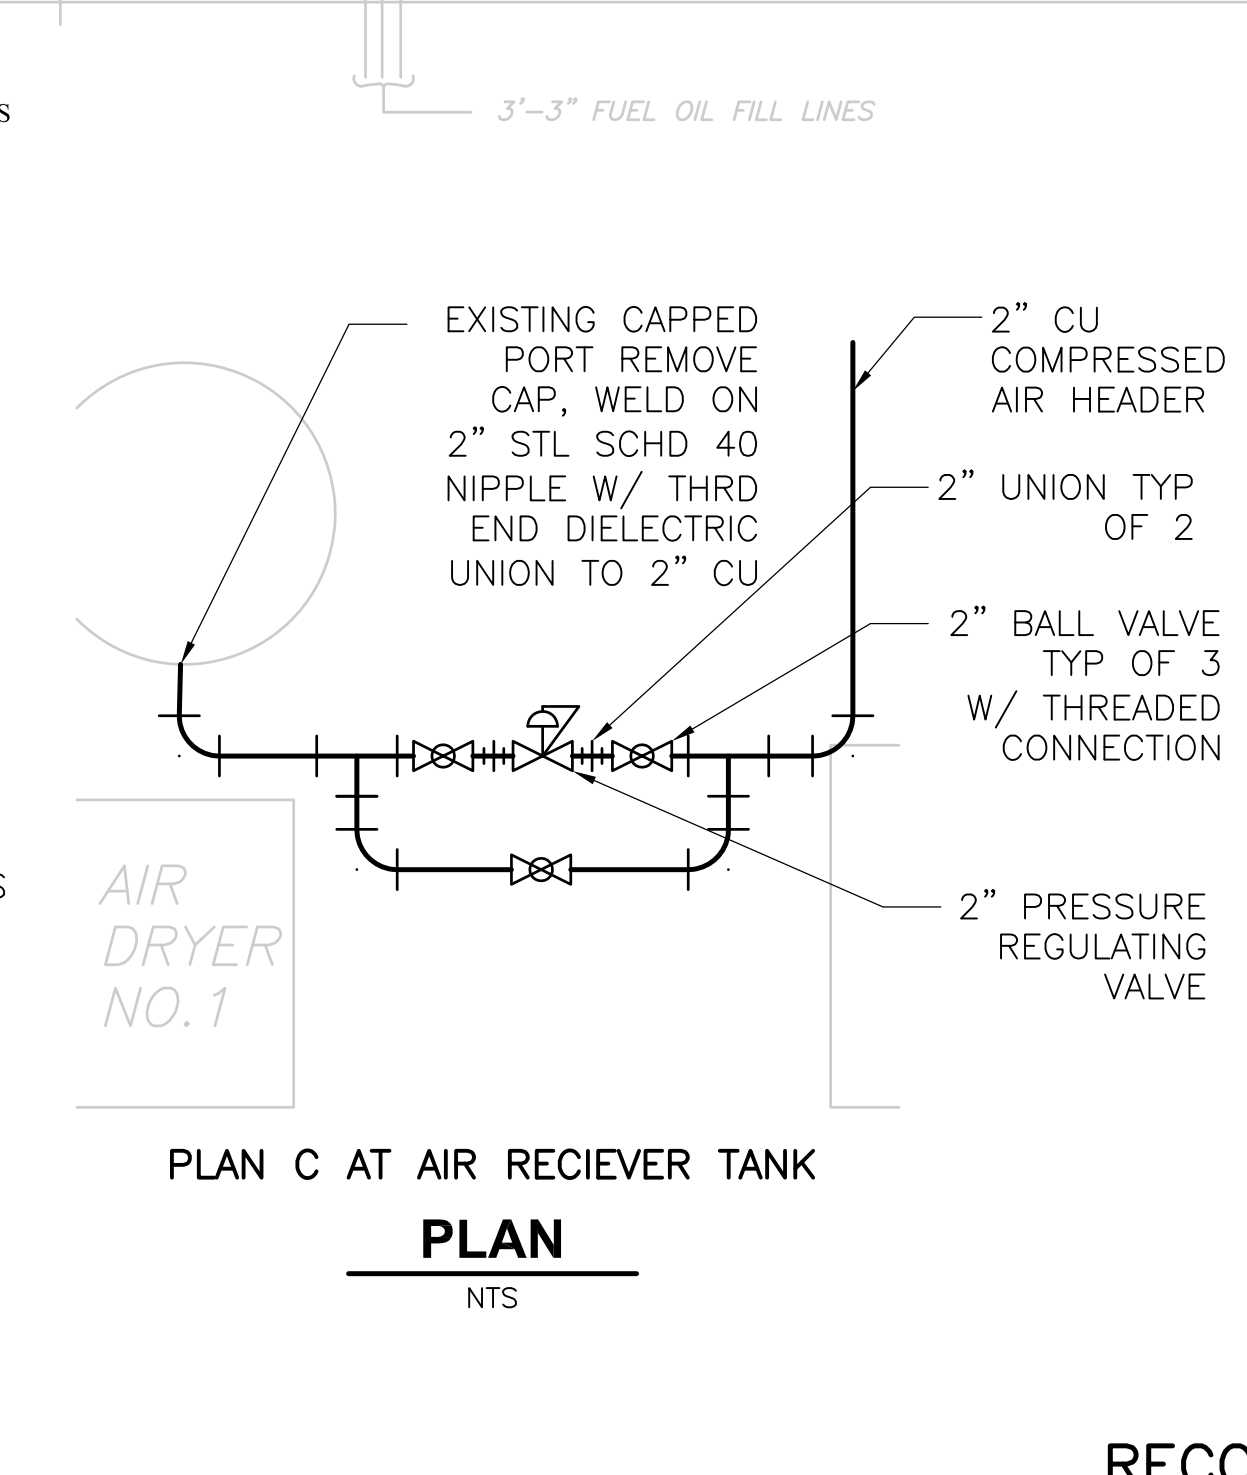 S
3'-3" FUEL OIL FILL LINES
EXISTING CAPPED
PORT REMOVE
CAP, WELD ON
2" STL SCHD 40
NIPPLE W/ THRD
END DIELECTRIC
UNION TO 2" CU
2" CU
COMPRESSED
AIR HEADER
2" UNION TYP
OF 2
2" BALL VALVE
TYP OF 3
W/ THREADED
CONNECTION
2" PRESSURE
REGULATING
VALVE
S
AIR
DRYER
NO.1
PLAN C AT AIR RECIEVER TANK
PLAN
NTS
RECO